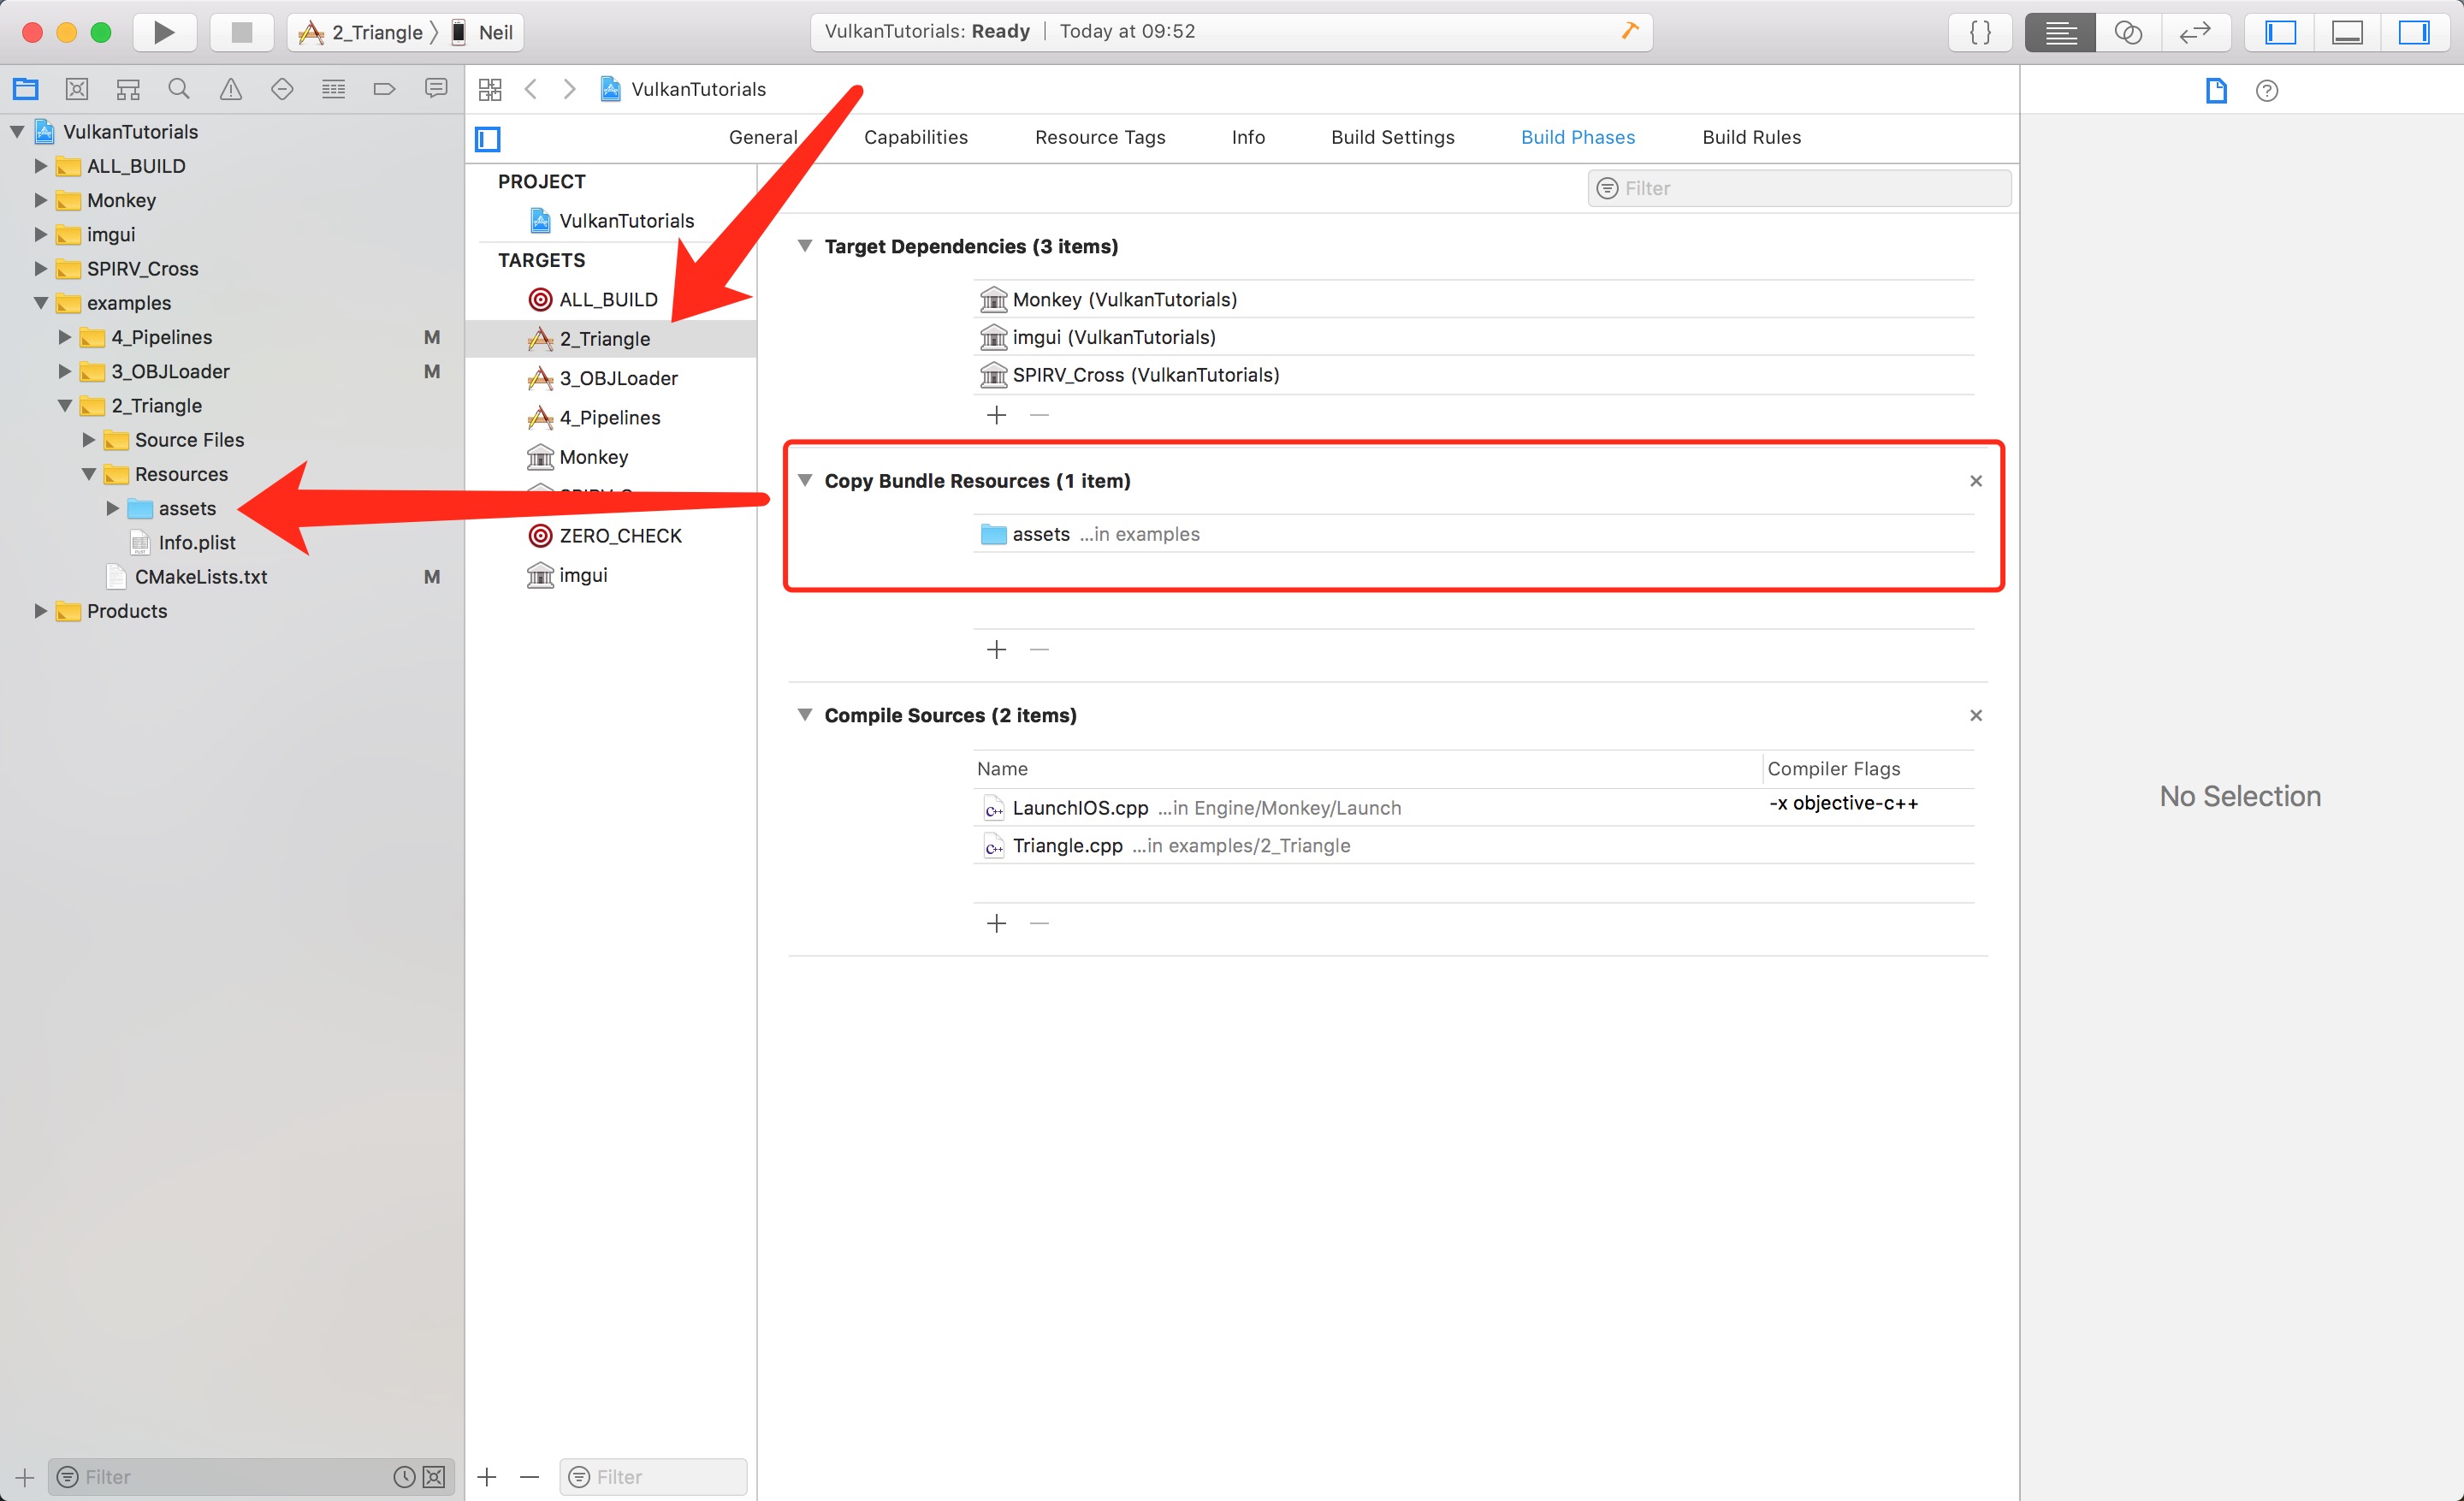 2_Triangle 〉 Neil
VulkanTutorials: Ready | Today at 09:52
{ }
VulkanTutorials
ALL_BUILD
Monkey
imgui
SPIRV_Cross
examples
4_Pipelines M
3_OBJLoader M
2_Triangle
Source Files
Resources
assets
Info.plist
CMakeLists.txt M
Products
Filter
VulkanTutorials
General Capabilities Resource Tags Info Build Settings Build Phases Build Rules
PROJECT
VulkanTutorials
TARGETS
ALL_BUILD
2_Triangle
3_OBJLoader
4_Pipelines
Monkey
ZERO_CHECK
imgui
Filter
Filter
Target Dependencies (3 items)
Monkey (VulkanTutorials)
imgui (VulkanTutorials)
SPIRV_Cross (VulkanTutorials)
Copy Bundle Resources (1 item)
assets ...in examples
Compile Sources (2 items)
Name Compiler Flags
LaunchIOS.cpp ...in Engine/Monkey/Launch -x objective-c++
Triangle.cpp ...in examples/2_Triangle
No Selection